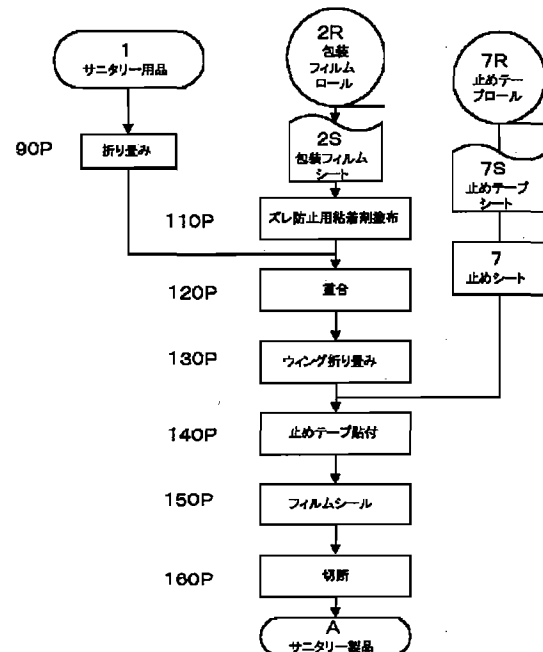 1
サニタリー用品
2R
包装
フィルム
ロール
7R
止めテー
プロール
90P
折り畳み
2S
包装フィルム
シート
7S
止めテープ
シート
110P
ズレ防止用粘着剤塗布
7
止めシート
120P
重合
130P
ウィング折り畳み
140P
止めテープ貼付
150P
フィルムシール
160P
切断
A
サニタリー製品